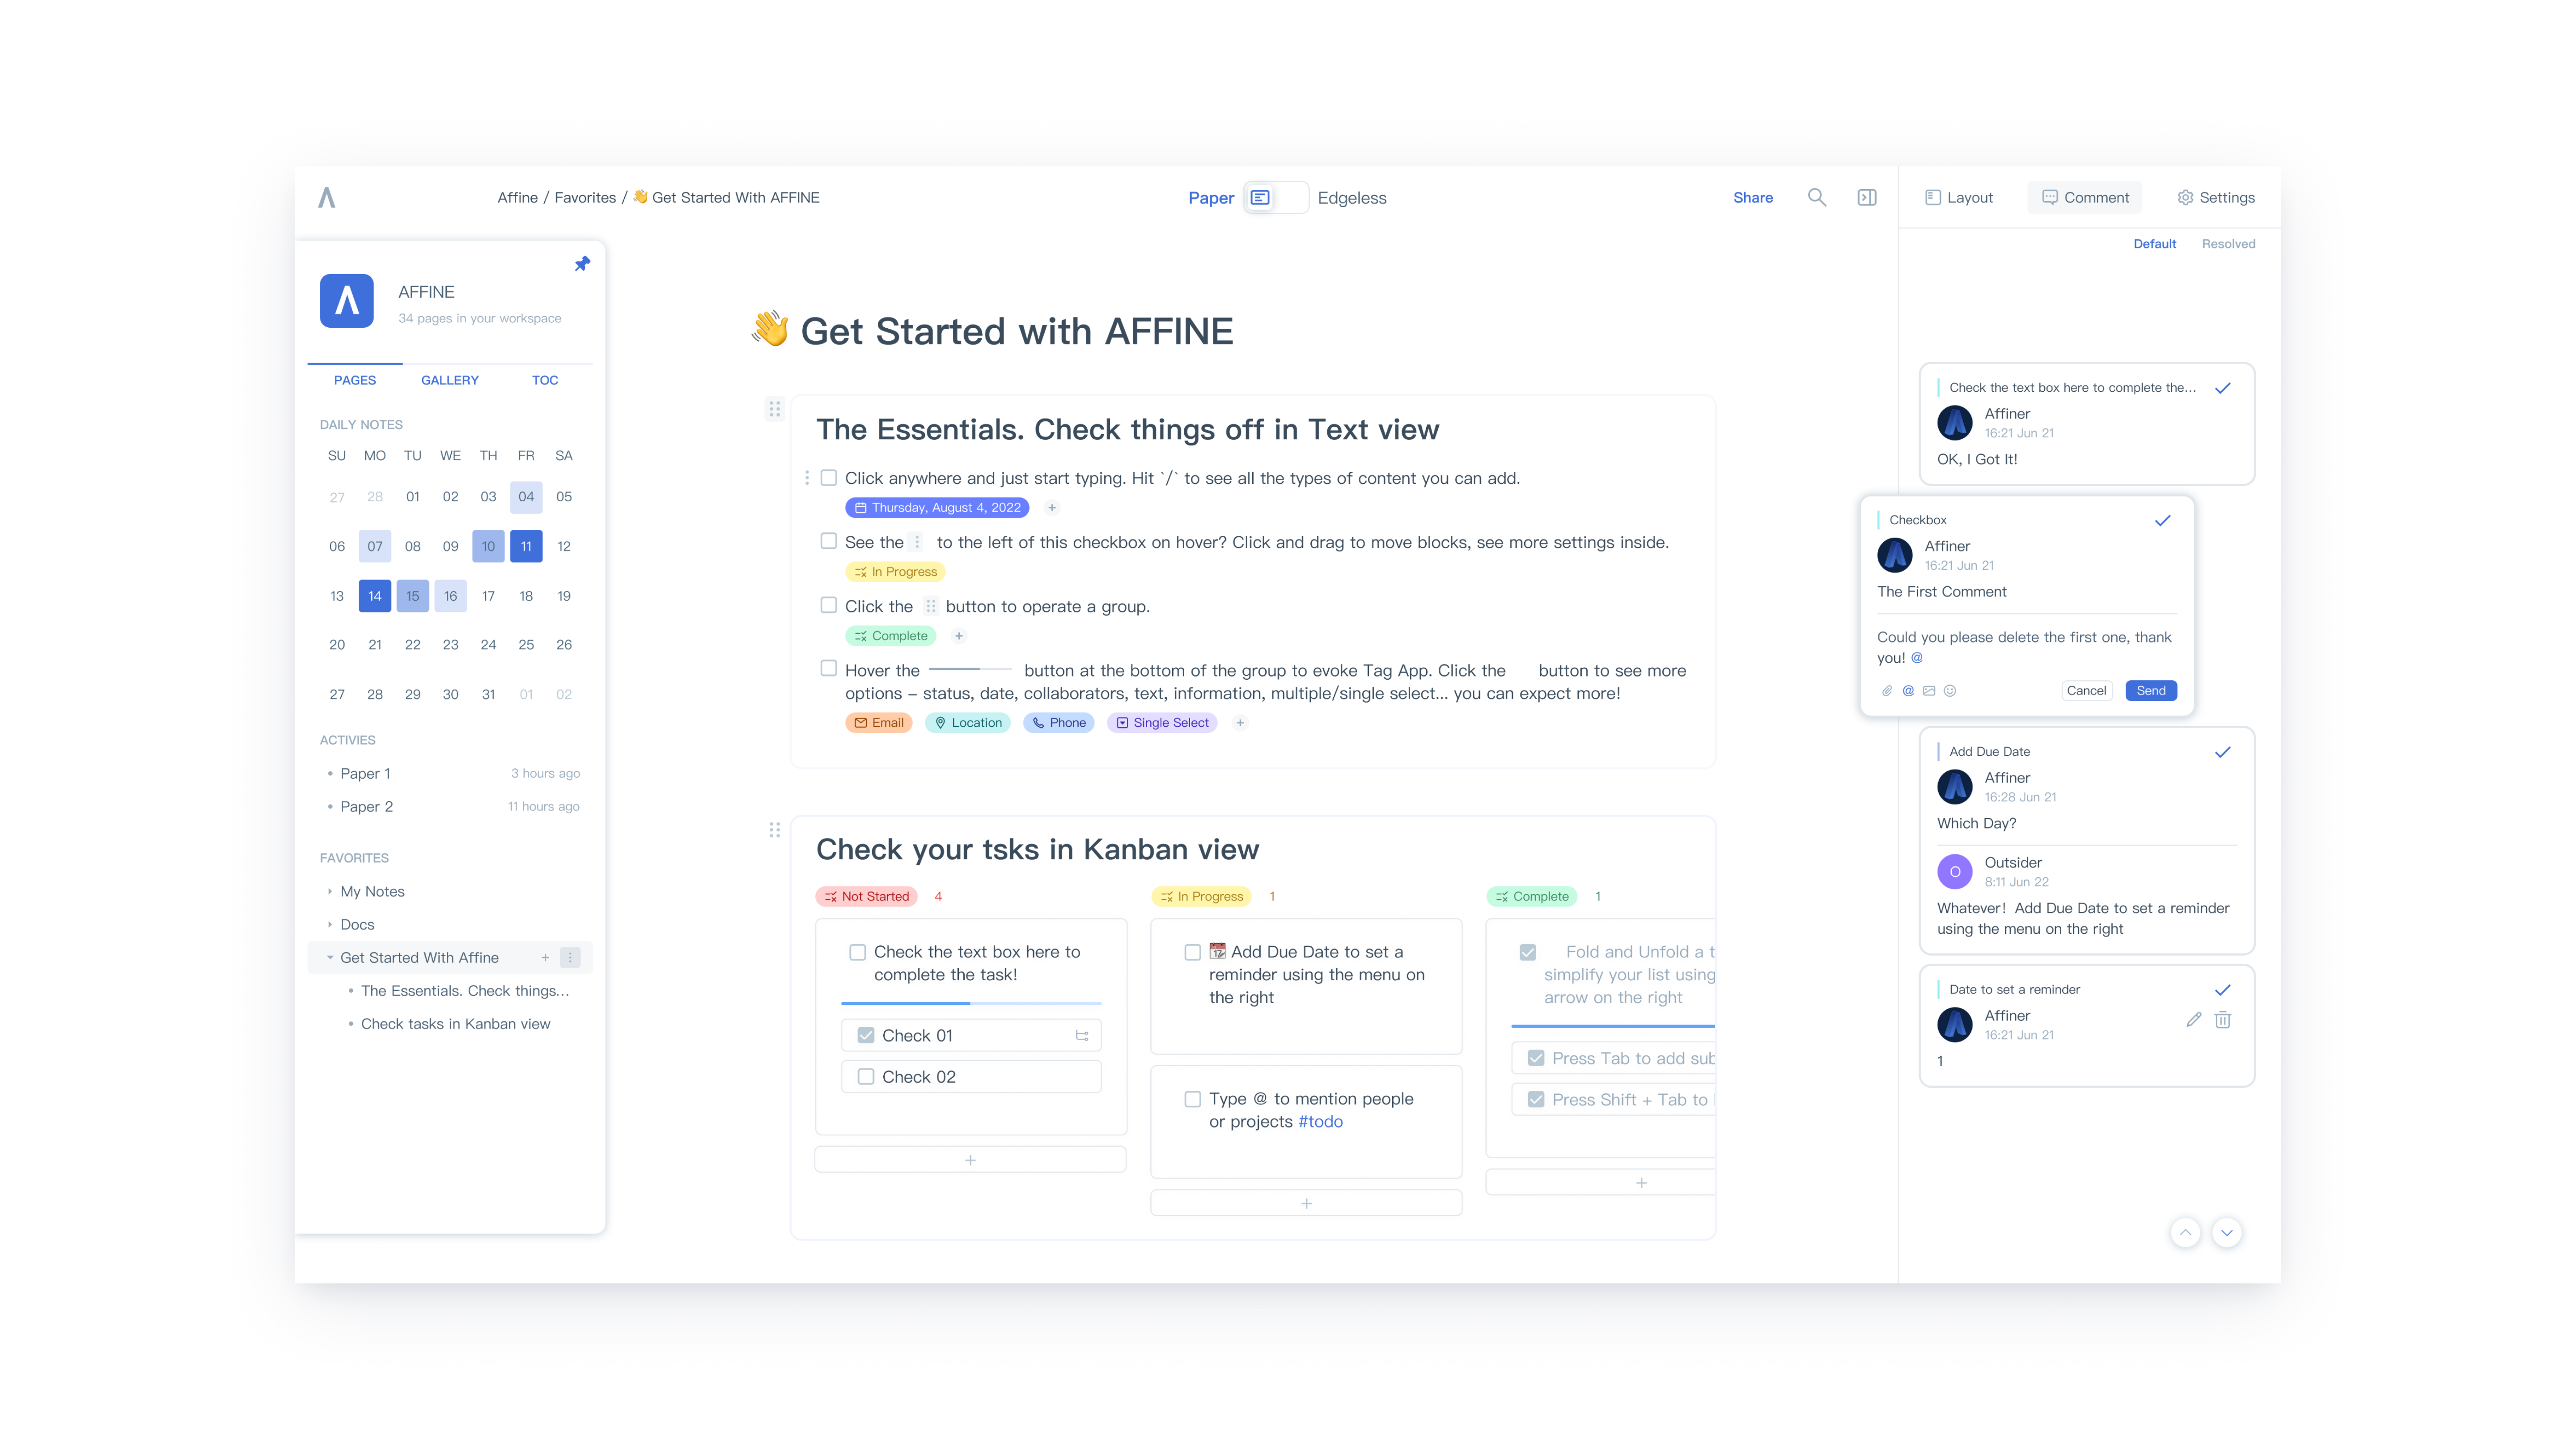 Affine / Favorites / 👋 Get Started With AFFINE
Paper
Edgeless
Share
Layout
Comment
Settings
Default
Resolved
AFFINE
34 pages in your workspace
PAGES
GALLERY
TOC
DAILY NOTES
SU MO TU WE TH FR SA
27 28 01 02 03 04 05
06 07 08 09 10 11 12
13 14 15 16 17 18 19
20 21 22 23 24 25 26
27 28 29 30 31 01 02
ACTIVIES
Paper 1 3 hours ago
Paper 2 11 hours ago
FAVORITES
My Notes
Docs
Get Started With Affine
The Essentials. Check things...
Check tasks in Kanban view
👋 Get Started with AFFINE
The Essentials. Check things off in Text view
Click anywhere and just start typing. Hit `/` to see all the types of content you can add.
Thursday, August 4, 2022
See the to the left of this checkbox on hover? Click and drag to move blocks, see more settings inside.
In Progress
Click the button to operate a group.
Complete
Hover the button at the bottom of the group to evoke Tag App. Click the button to see more
options – status, date, collaborators, text, information, multiple/single select... you can expect more!
Email
Location
Phone
Single Select
Check your tsks in Kanban view
Not Started 4
Check the text box here to
complete the task!
Check 01
Check 02
In Progress 1
📆 Add Due Date to set a
reminder using the menu on
the right
Type @ to mention people
or projects #todo
Complete 1
Fold and Unfold a t
simplify your list using
arrow on the right
Press Tab to add sub
Press Shift + Tab to
Check the text box here to complete the...
Affiner
16:21 Jun 21
OK, I Got It!
Checkbox
Affiner
16:21 Jun 21
The First Comment
Could you please delete the first one, thank
you! @
Cancel
Send
Add Due Date
Affiner
16:28 Jun 21
Which Day?
O
Outsider
8:11 Jun 22
Whatever! Add Due Date to set a reminder
using the menu on the right
Date to set a reminder
Affiner
16:21 Jun 21
1